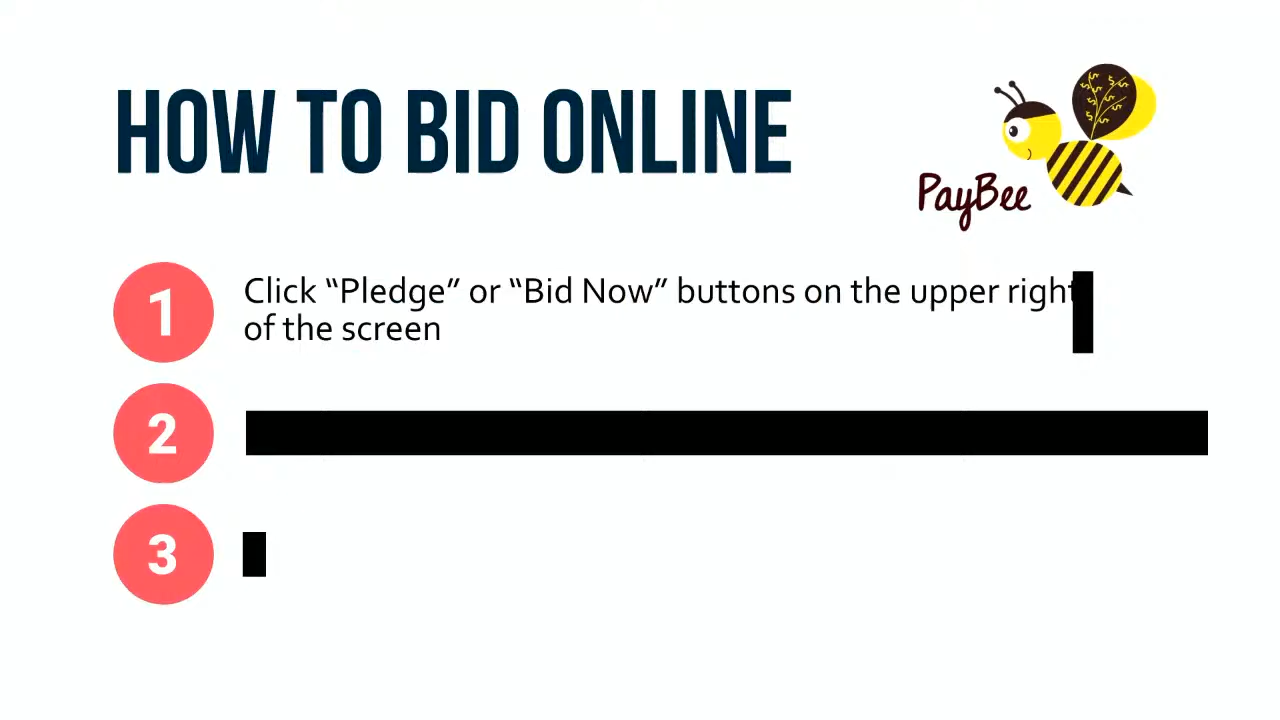 HOW TO BID ONLINE
PayBee
1
Click “Pledge” or “Bid Now” buttons on the upper right
of the screen
2
3